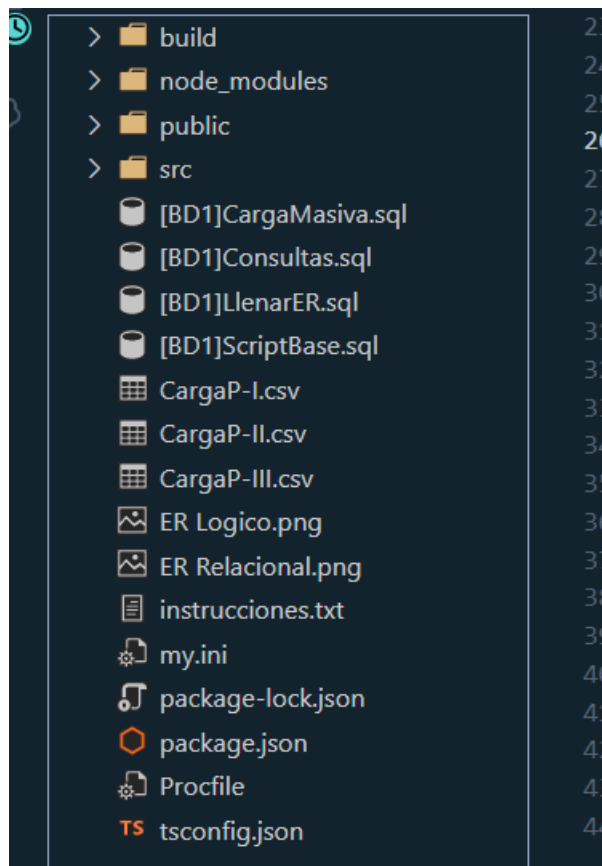 build
node_modules
public
src
[BD1]CargaMasiva.sql
[BD1]Consultas.sql
[BD1]LlenarER.sql
[BD1]ScriptBase.sql
CargaP-I.csv
CargaP-II.csv
CargaP-III.csv
ER Logico.png
ER Relacional.png
instrucciones.txt
my.ini
package-lock.json
package.json
Procfile
TS tsconfig.json